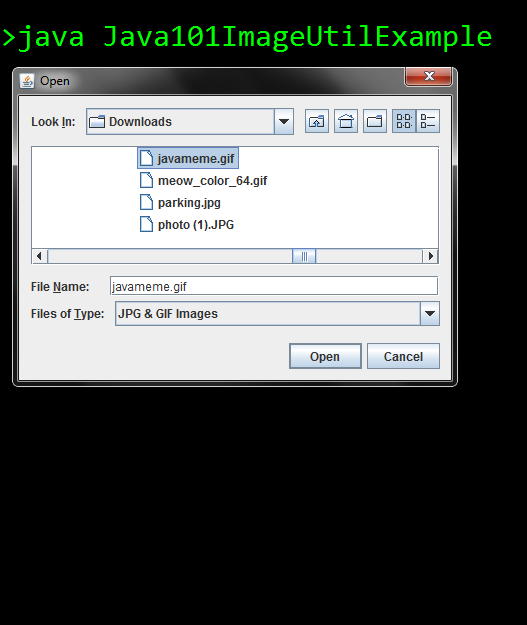 >java Java101ImageUtilExample
Open
Look In: Downloads
javameme.gif
meow_color_64.gif
parking.jpg
photo (1).JPG
File Name: javameme.gif
Files of Type: JPG & GIF Images
Open Cancel